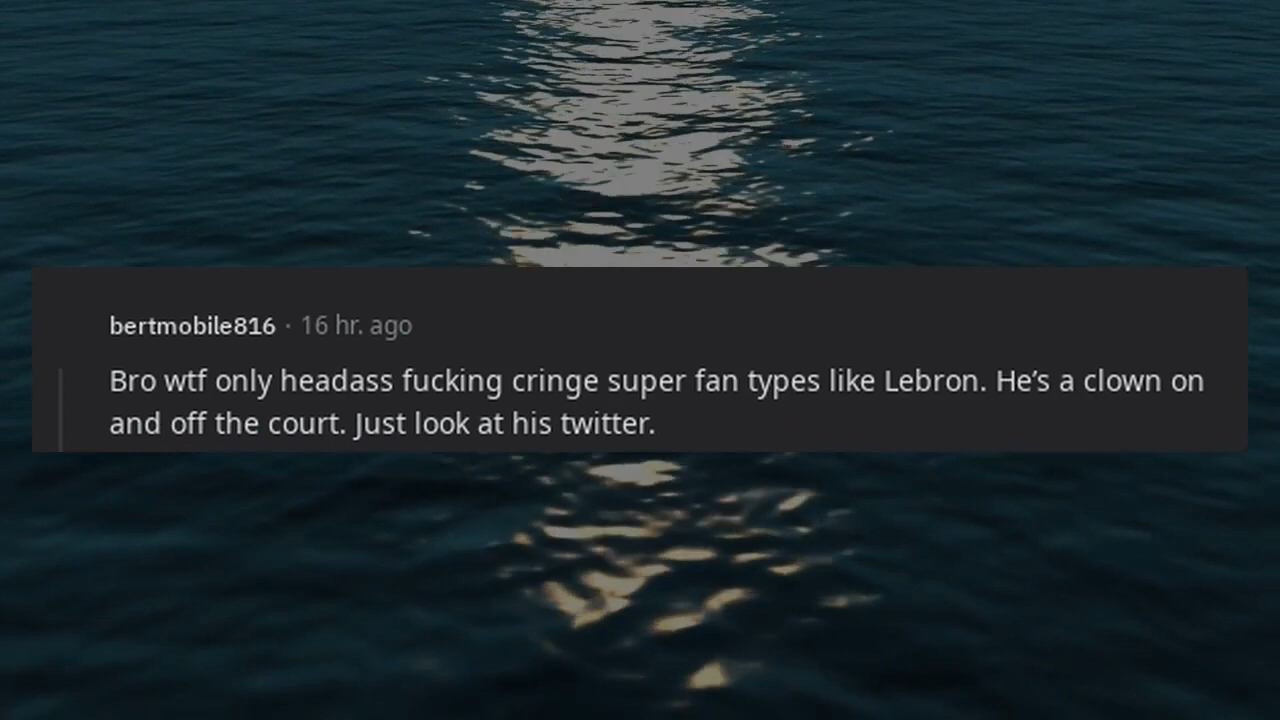 bertmobile816 · 16 hr. ago
Bro wtf only headass fucking cringe super fan types like Lebron. He’s a clown on
and off the court. Just look at his twitter.